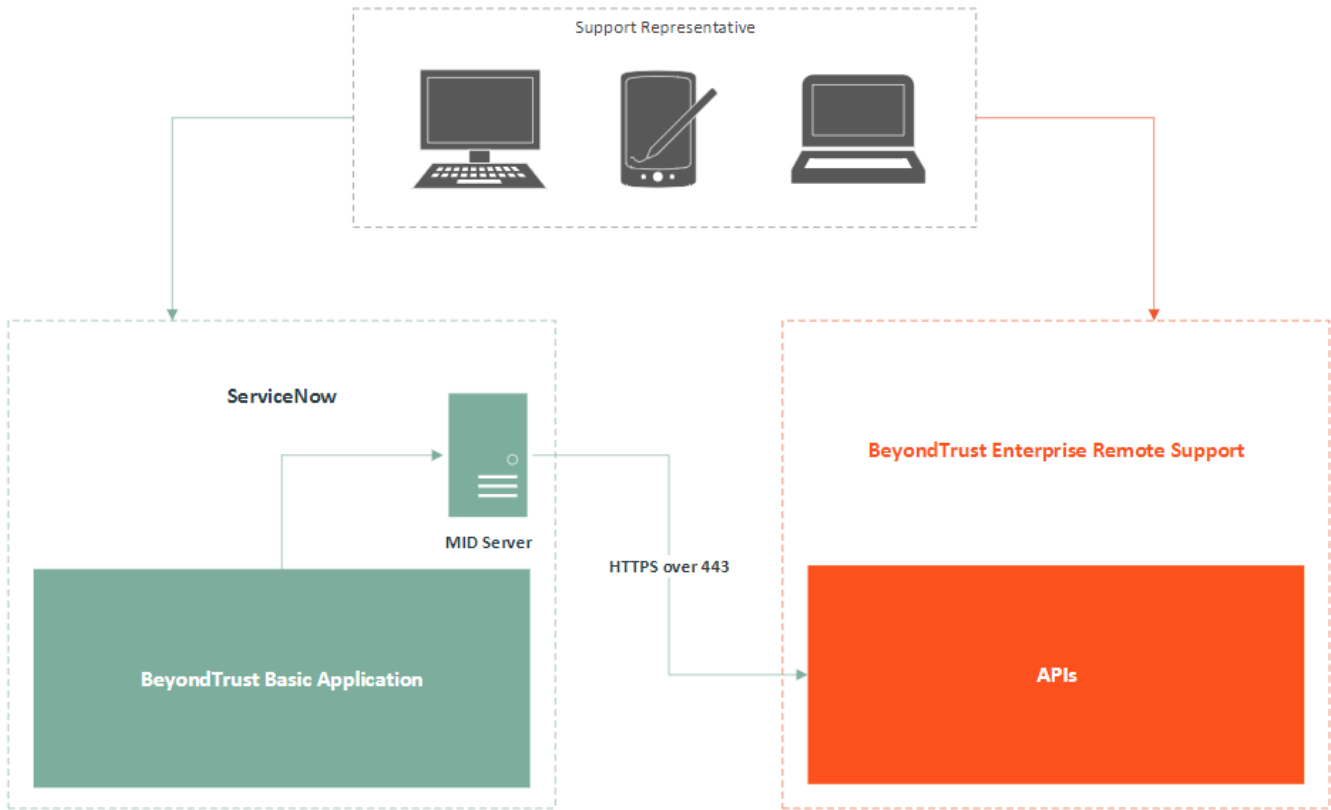 Support Representative
ServiceNow
MID Server
BeyondTrust Basic Application
HTTPS over 443
BeyondTrust Enterprise Remote Support
APIs